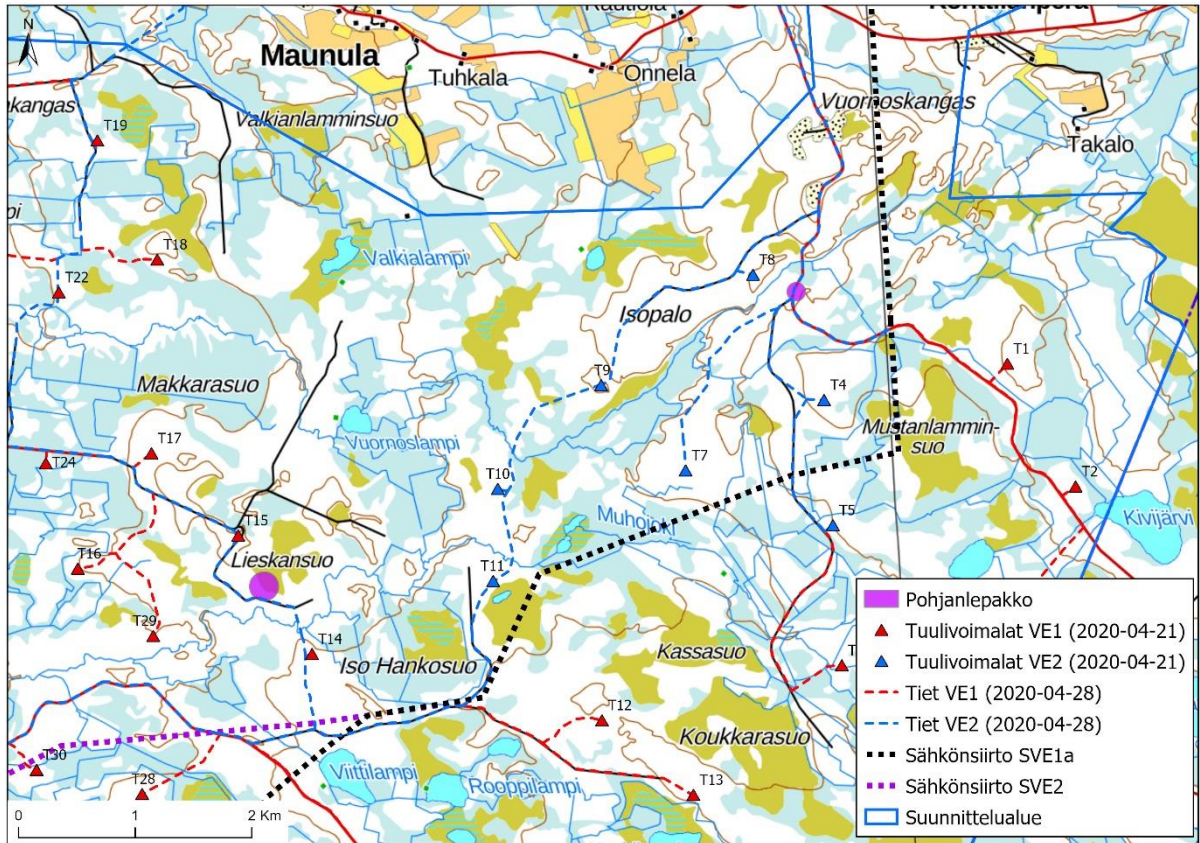 N
Maunula
Tuhkala
Onnela
Vuornoskangas
Takalo
T19
Valkianlamminsuo
T18
Valkialampi
T22
T8
Isopalo
T1
Makkarasuo
T9
T4
Mustanlammin-
suo
Vuornoslampi
T17
T24
T10
T7
T2
T15
Muhojoki
T5
Kivijärvi
Lieskansuo
T16
T11
T29
T14
Iso Hankosuo
Kassasuo
T12
Koukkarasuo
T30
T28
Viittilampi
Rooppilampi
T13
0 1 2 Km
Pohjanlepakko
Tuulivoimalat VE1 (2020-04-21)
Tuulivoimalat VE2 (2020-04-21)
Tiet VE1 (2020-04-28)
Tiet VE2 (2020-04-28)
Sähkönsiirto SVE1a
Sähkönsiirto SVE2
Suunnittelualue